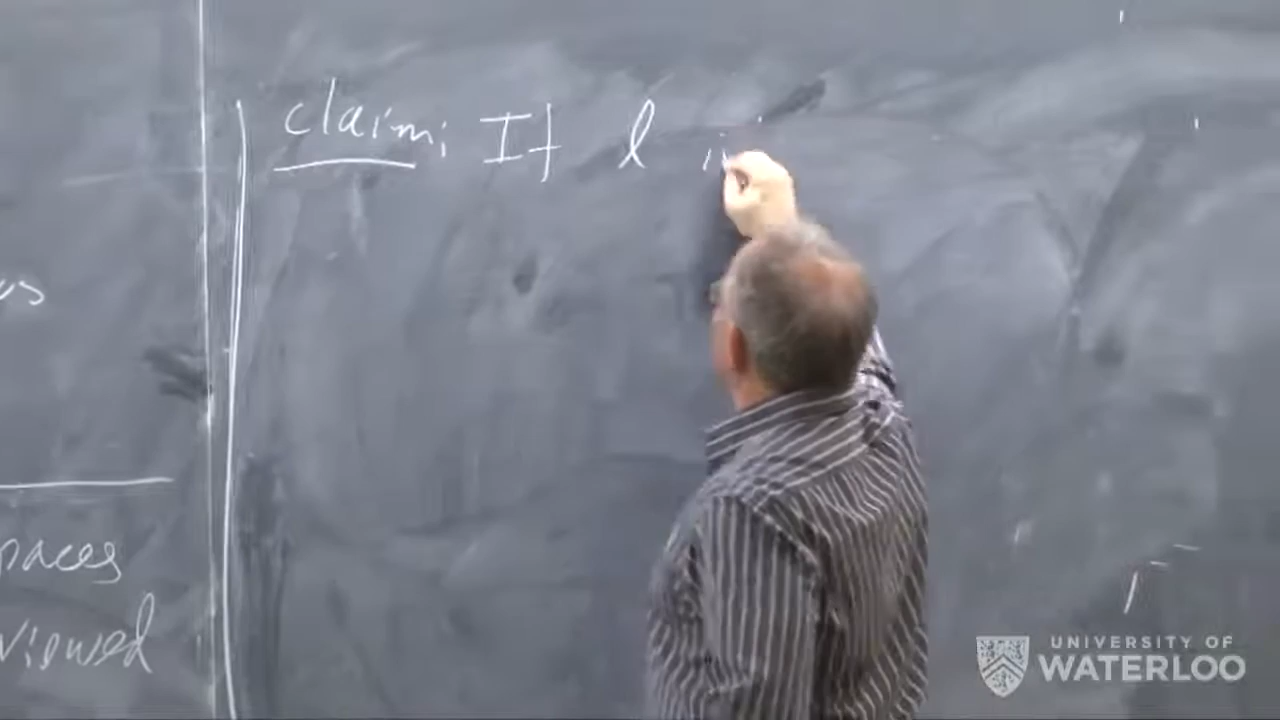 claim: If l i
paces
viewed
UNIVERSITY OF
WATERLOO